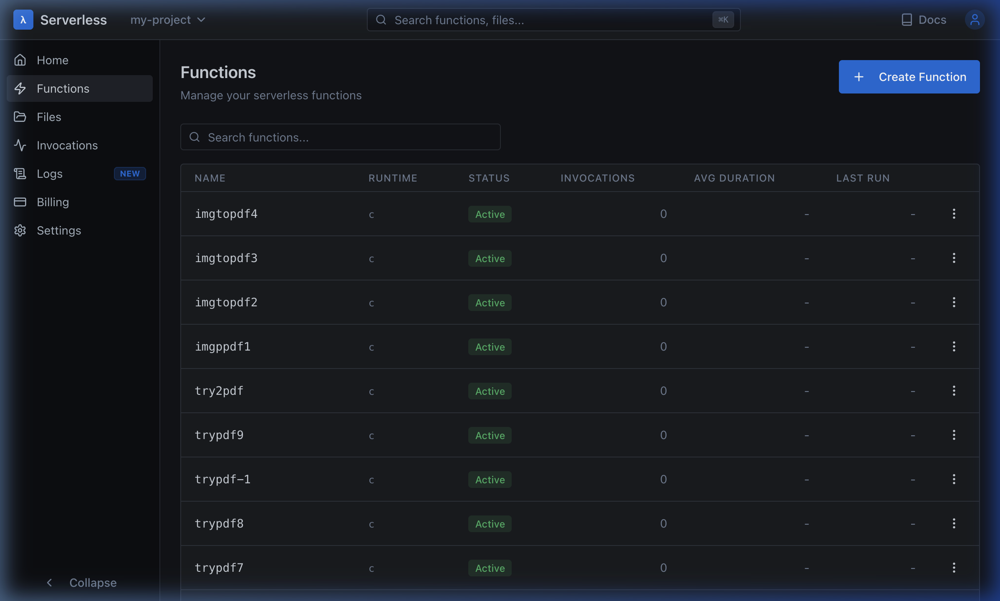 λ Serverless my-project Search functions, files... ⌘K Docs
Home
Functions
Files
Invocations
Logs NEW
Billing
Settings
Collapse
Functions
Manage your serverless functions
Create Function
Search functions...
NAME RUNTIME STATUS INVOCATIONS AVG DURATION LAST RUN
imgtopdf4 c Active 0 - -
imgtopdf3 c Active 0 - -
imgtopdf2 c Active 0 - -
imgppdf1 c Active 0 - -
try2pdf c Active 0 - -
trypdf9 c Active 0 - -
trypdf-1 c Active 0 - -
trypdf8 c Active 0 - -
trypdf7 c Active 0 - -